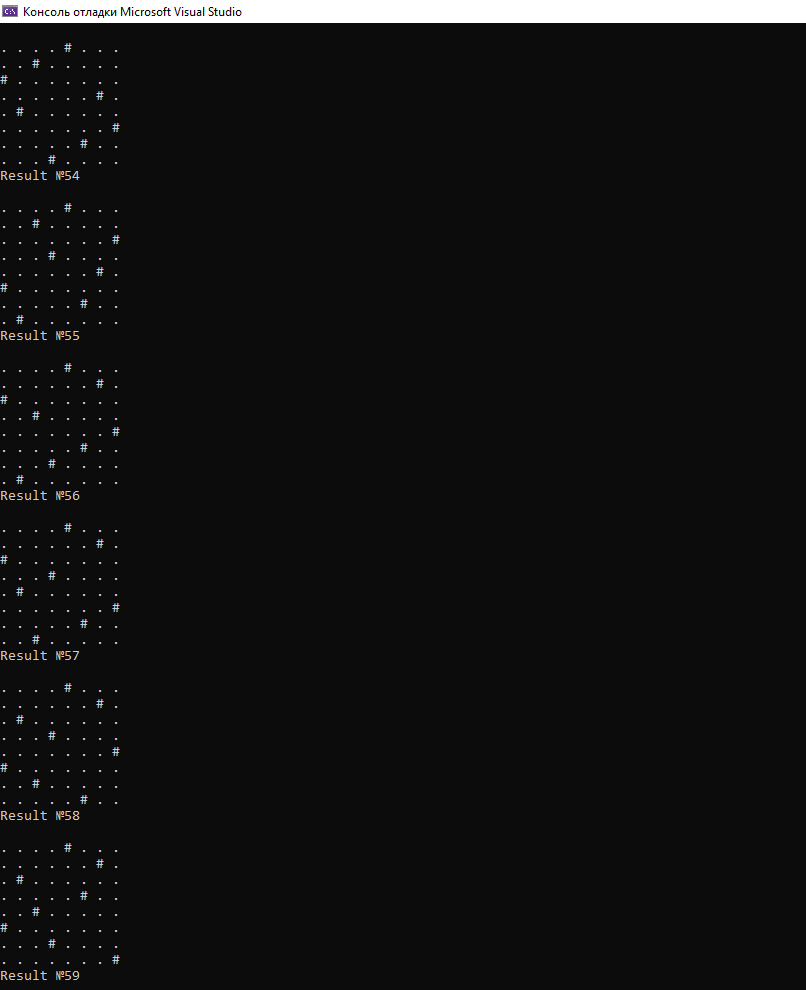 Консоль отладки Microsoft Visual Studio
. . . . # . . .
. . # . . . . .
# . . . . . . .
. . . . . . # .
. # . . . . . .
. . . . . . . #
. . . . . # . .
. . . # . . . .
Result №54
. . . . # . . .
. . # . . . . .
. . . . . . . #
. . . # . . . .
. . . . . . # .
# . . . . . . .
. . . . . # . .
. # . . . . . .
Result №55
. . . . # . . .
. . . . . . # .
# . . . . . . .
. . # . . . . .
. . . . . . . #
. . . . . # . .
. . . # . . . .
. # . . . . . .
Result №56
. . . . # . . .
. . . . . . # .
# . . . . . . .
. . . # . . . .
. # . . . . . .
. . . . . . . #
. . . . . # . .
. . # . . . . .
Result №57
. . . . # . . .
. . . . . . # .
. # . . . . . .
. . . # . . . .
. . . . . . . #
# . . . . . . .
. . # . . . . .
. . . . . # . .
Result №58
. . . . # . . .
. . . . . . # .
. # . . . . . .
. . . . . # . .
. . # . . . . .
# . . . . . . .
. . . # . . . .
. . . . . . . #
Result №59